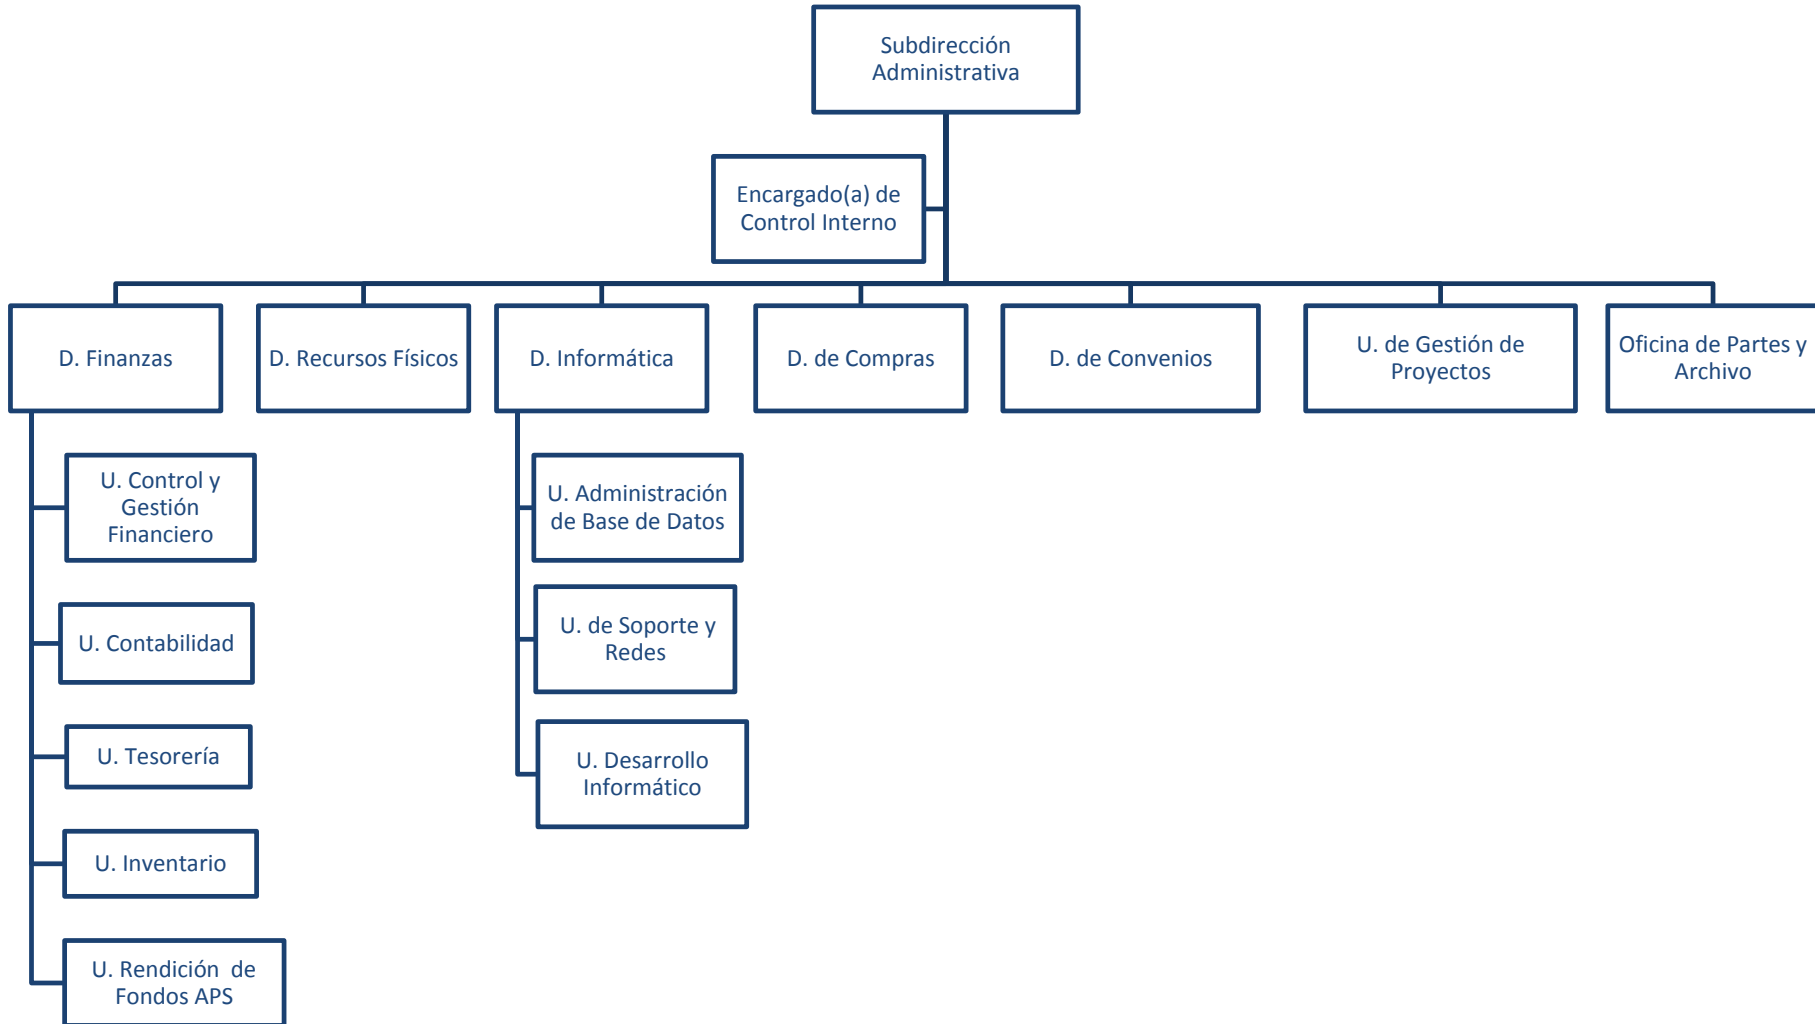 Subdirección
Administrativa
Encargado(a) de
Control Interno
D. Finanzas
D. Recursos Físicos
D. Informática
D. de Compras
D. de Convenios
U. de Gestión de
Proyectos
Oficina de Partes y
Archivo
U. Control y
Gestión
Financiero
U. Contabilidad
U. Tesorería
U. Inventario
U. Rendición  de
Fondos APS
U. Administración
de Base de Datos
U. de Soporte y
Redes
U. Desarrollo
Informático